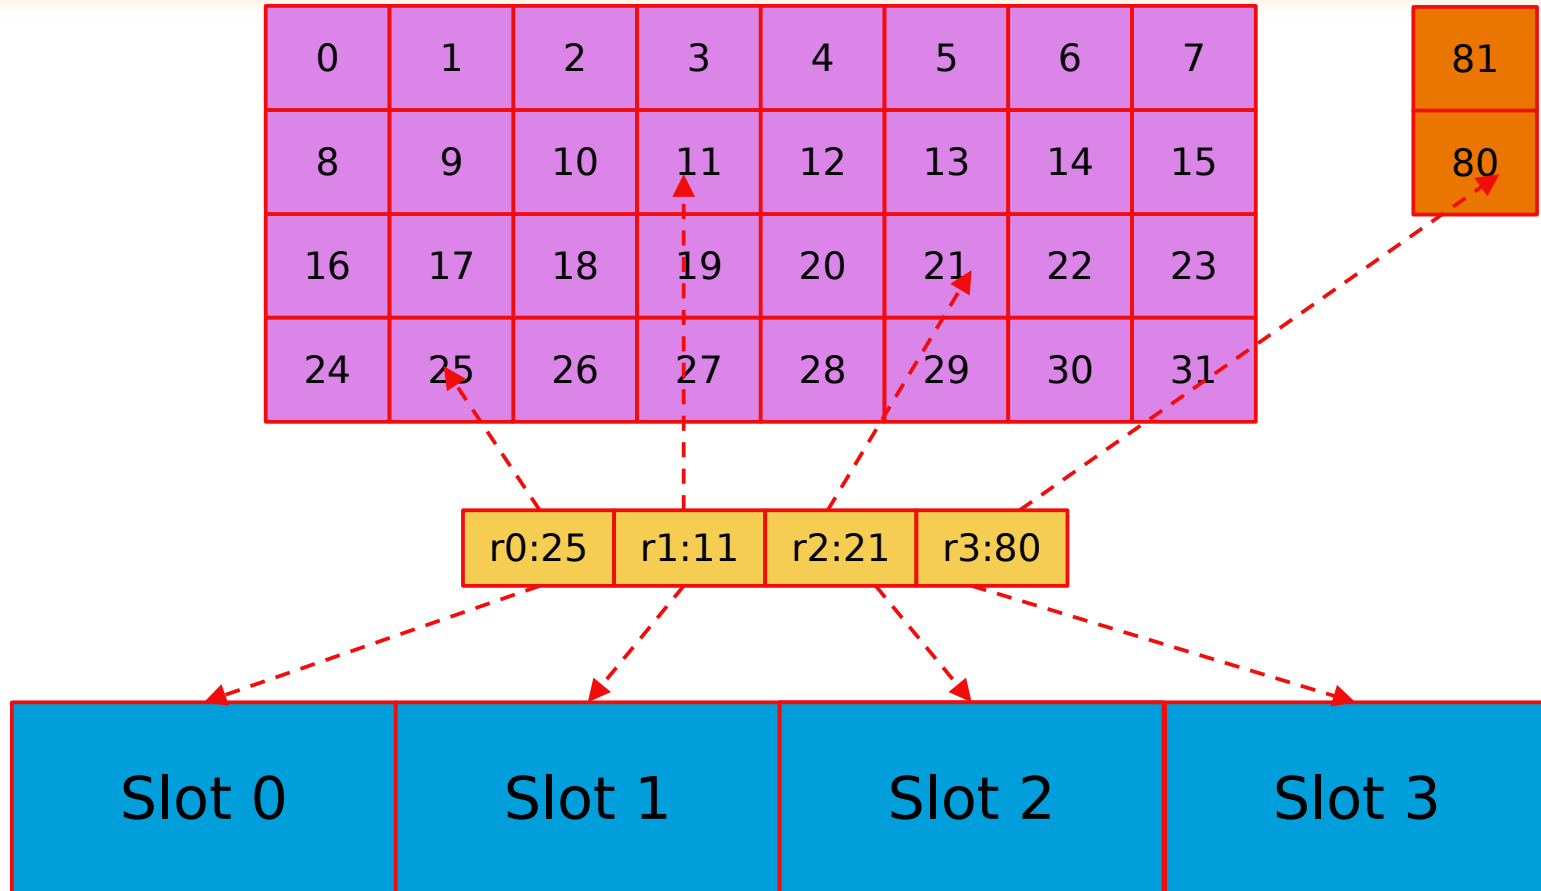 0 1 2 3 4 5 6 7 81
8 9 10 11 12 13 14 15 80
16 17 18 19 20 21 22 23
24 25 26 27 28 29 30 31
r0:25 r1:11 r2:21 r3:80
Slot 0 Slot 1 Slot 2 Slot 3